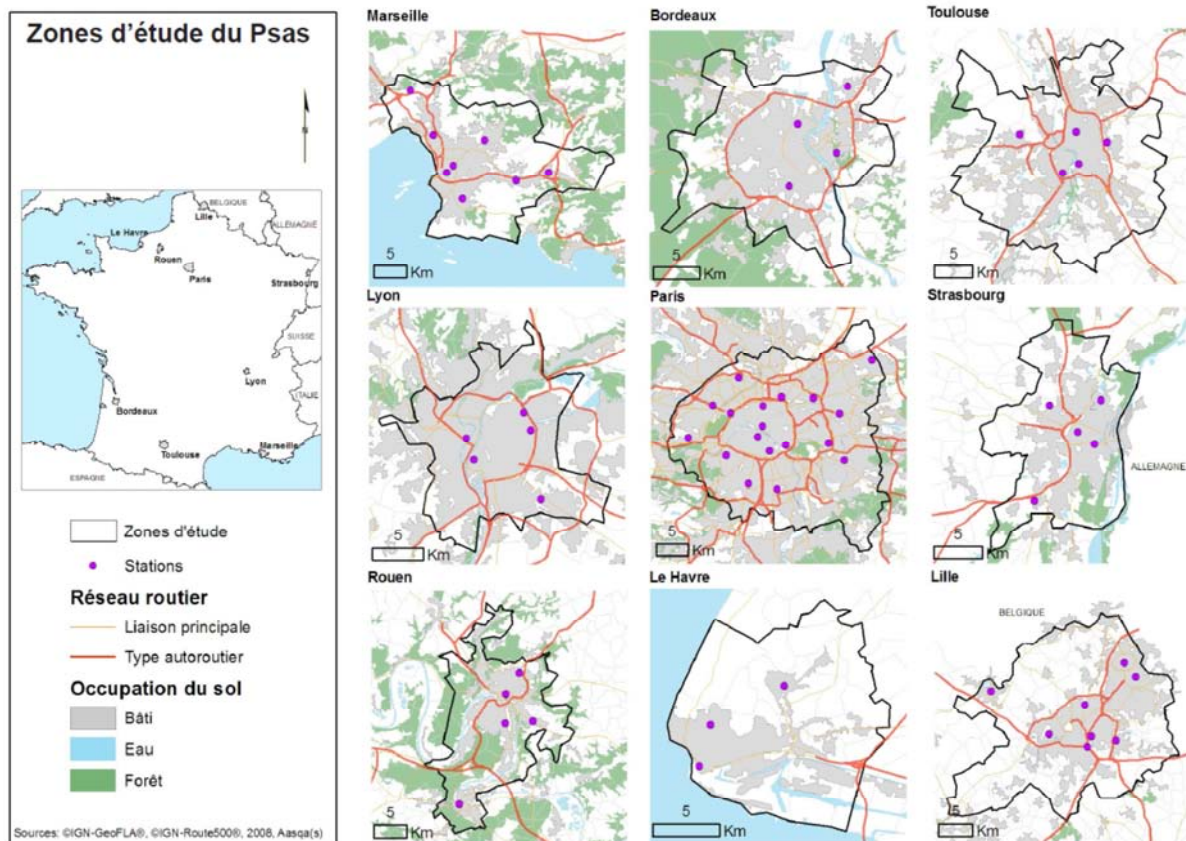 Zones d'étude du Psas
N
BELGIQUE
Lille
ALLEMAGNE
Le Havre
Rouen
Paris
Strasbourg
SUISSE
Lyon
ITALIE
Bordeaux
Toulouse
Marseille
ESPAGNE
Zones d'étude
Stations
Réseau routier
Liaison principale
Type autoroutier
Occupation du sol
Bâti
Eau
Forêt
Sources: ©IGN-GeoFLA®, ©IGN-Route500®, 2008, Aasqa(s)
Marseille
5
Km
Bordeaux
5
Km
Toulouse
5
Km
Lyon
5
Km
Paris
5
Km
Strasbourg
ALLEMAGNE
5
Km
Rouen
5
Km
Le Havre
5
Km
Lille
BELGIQUE
5
Km